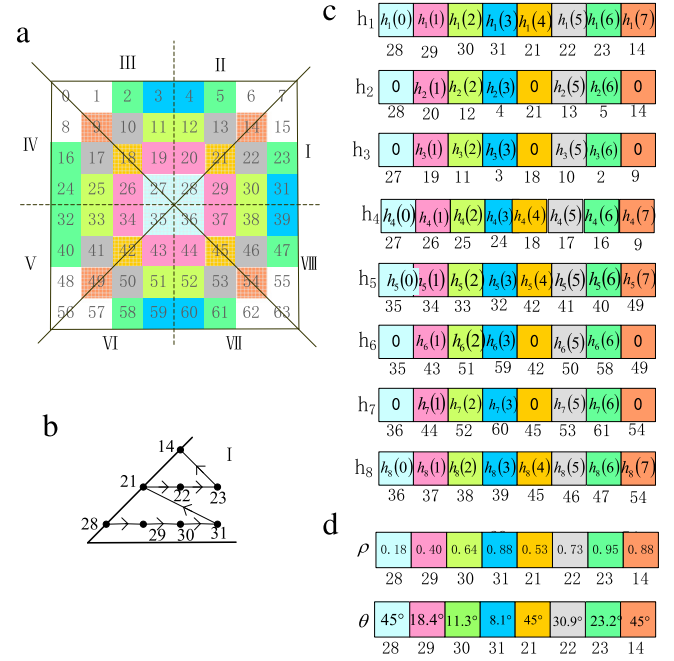 a
III II
0 1 2 3 4 5 6 7
8 9 10 11 12 13 14 15
IV I
16 17 18 19 20 21 22 23
24 25 26 27 28 29 30 31
32 33 34 35 36 37 38 39
V VIII
40 41 42 43 44 45 46 47
48 49 50 51 52 53 54 55
56 57 58 59 60 61 62 63
VI VII
b
I
14
21 22 23
28 29 30 31
c
h₁ h₁(0) h₁(1) h₁(2) h₁(3) h₁(4) h₁(5) h₁(6) h₁(7)
28 29 30 31 21 22 23 14
h₂ 0 h₂(1) h₂(2) h₂(3) 0 h₂(5) h₂(6) 0
28 20 12 4 21 13 5 14
h₃ 0 h₃(1) h₃(2) h₃(3) 0 h₃(5) h₃(6) 0
27 19 11 3 18 10 2 9
h₄ h₄(0) h₄(1) h₄(2) h₄(3) h₄(4) h₄(5) h₄(6) h₄(7)
27 26 25 24 18 17 16 9
h₅ h₅(0) h₅(1) h₅(2) h₅(3) h₅(4) h₅(5) h₅(6) h₅(7)
35 34 33 32 42 41 40 49
h₆ 0 h₆(1) h₆(2) h₆(3) 0 h₆(5) h₆(6) 0
35 43 51 59 42 50 58 49
h₇ 0 h₇(1) h₇(2) h₇(3) 0 h₇(5) h₇(6) 0
36 44 52 60 45 53 61 54
h₈ h₈(0) h₈(1) h₈(2) h₈(3) h₈(4) h₈(5) h₈(6) h₈(7)
36 37 38 39 45 46 47 54
d
ρ 0.18 0.40 0.64 0.88 0.53 0.73 0.95 0.88
28 29 30 31 21 22 23 14
θ 45° 18.4° 11.3° 8.1° 45° 30.9° 23.2° 45°
28 29 30 31 21 22 23 14